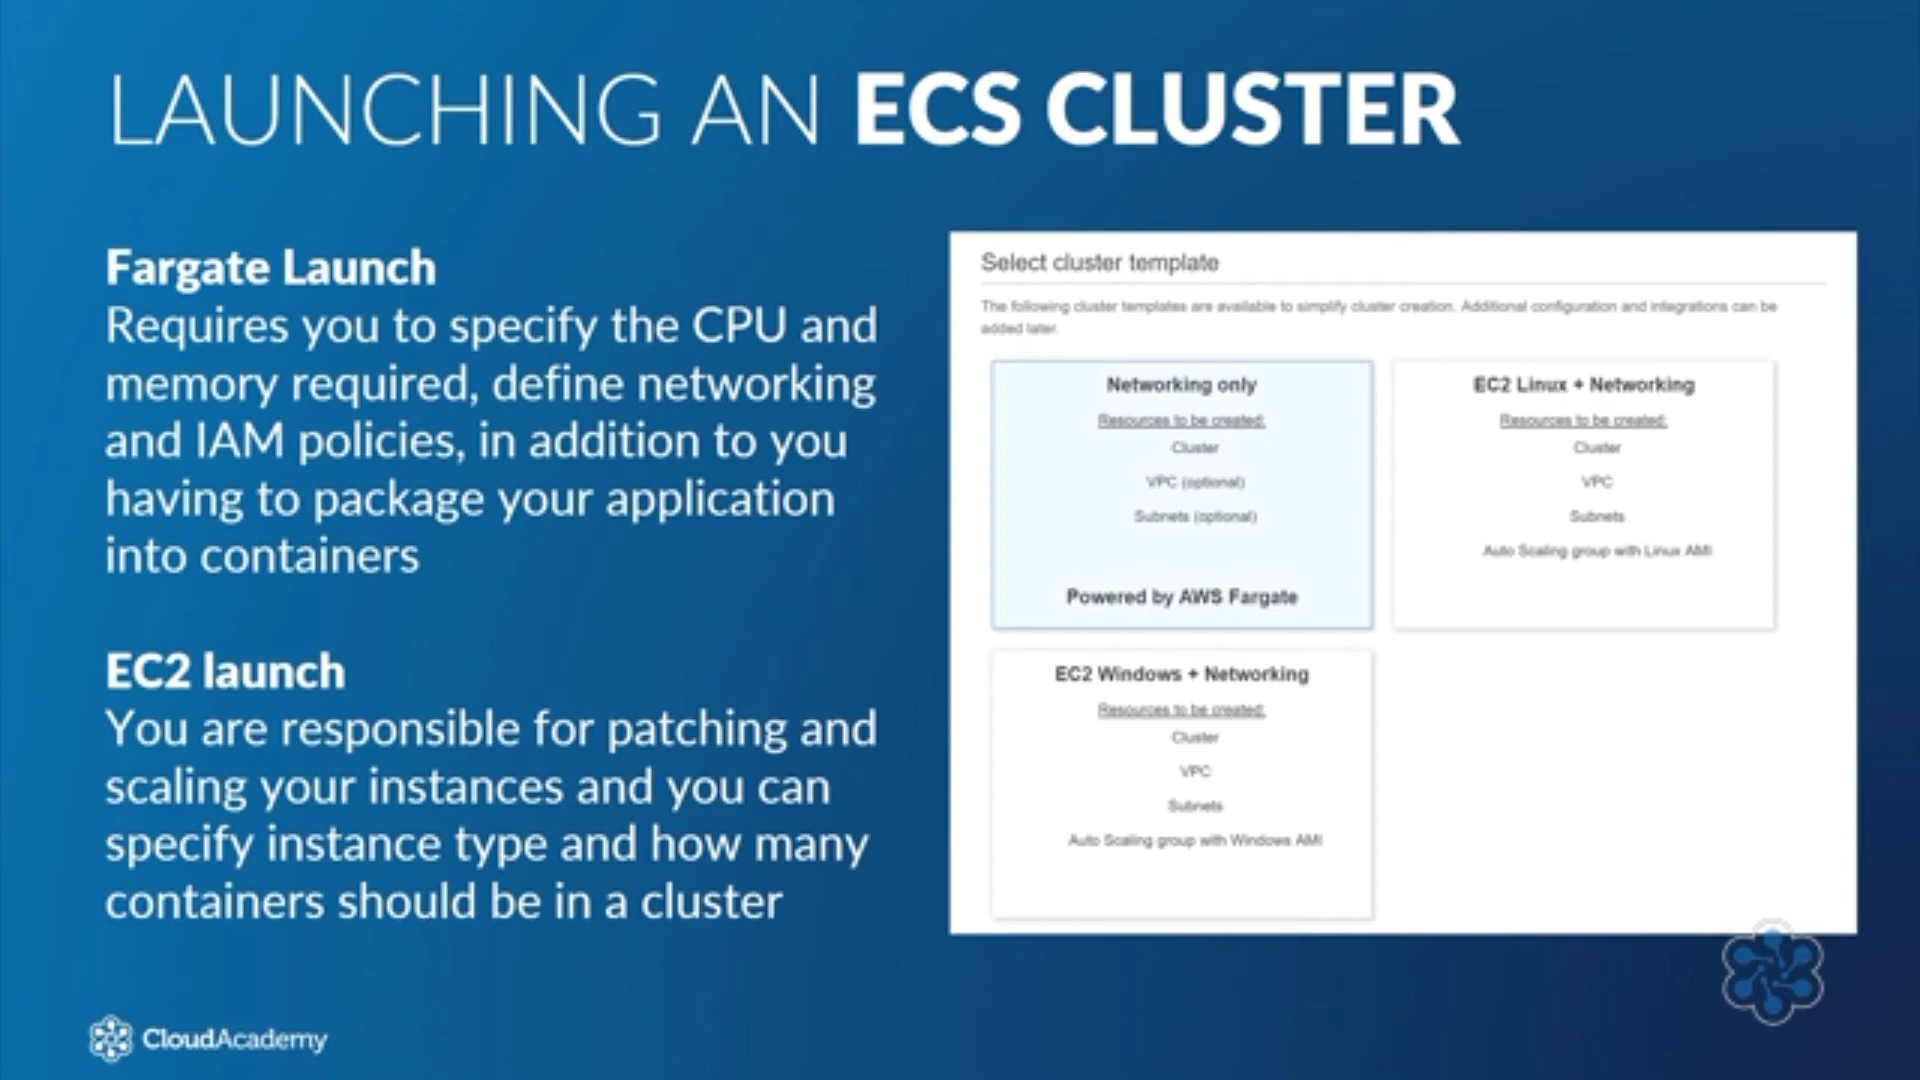 LAUNCHING AN ECS CLUSTER
Fargate Launch
Requires you to specify the CPU and
memory required, define networking
and IAM policies, in addition to you
having to package your application
into containers
EC2 launch
You are responsible for patching and
scaling your instances and you can
specify instance type and how many
containers should be in a cluster
Select cluster template
The following cluster templates are available to simplify cluster creation. Additional configuration and integrations can be
added later.
Networking only
Resources to be created:
Cluster
VPC (optional)
Subnets (optional)
Powered by AWS Fargate
EC2 Linux + Networking
Resources to be created:
Cluster
VPC
Subnets
Auto Scaling group with Linux AMI
EC2 Windows + Networking
Resources to be created:
Cluster
VPC
Subnets
Auto Scaling group with Windows AMI
CloudAcademy